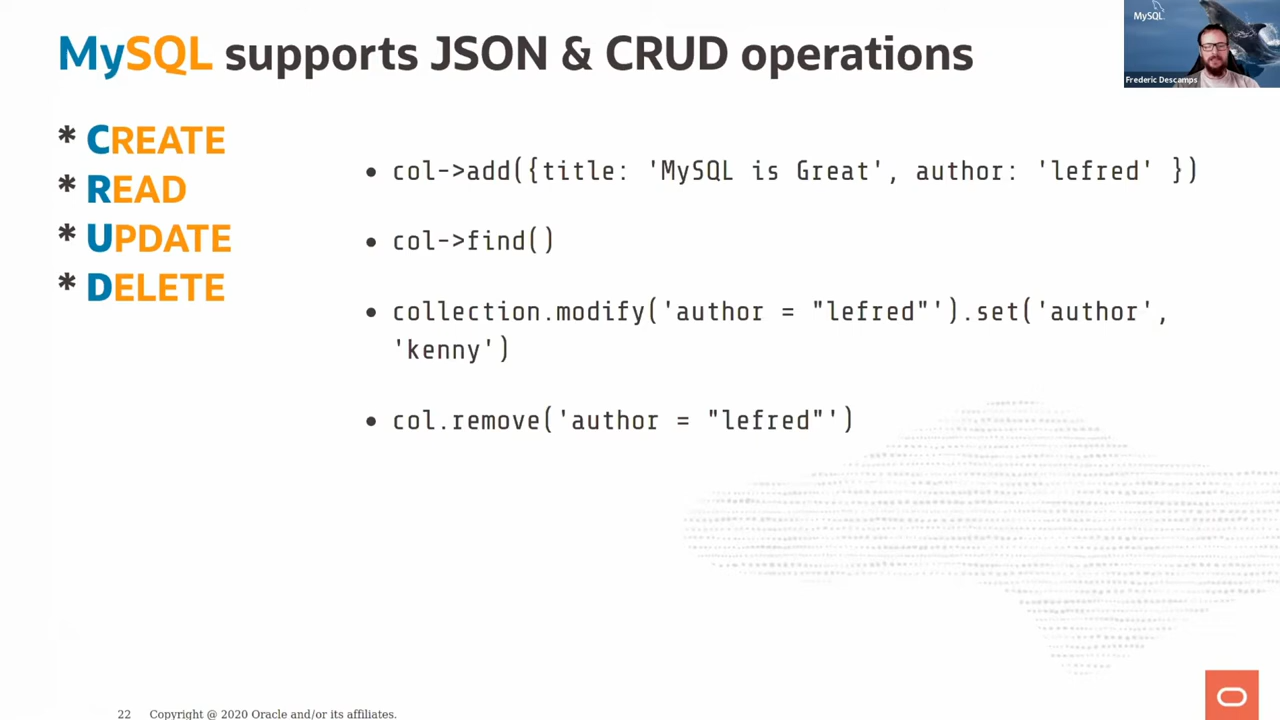 MySQL supports JSON & CRUD operations
MySQL
Frederic Descamps
* CREATE
* READ
* UPDATE
* DELETE
• col->add({title: 'MySQL is Great', author: 'lefred' })
• col->find()
• collection.modify('author = "lefred"').set('author',
'kenny')
• col.remove('author = "lefred"')
22 Copyright @ 2020 Oracle and/or its affiliates.